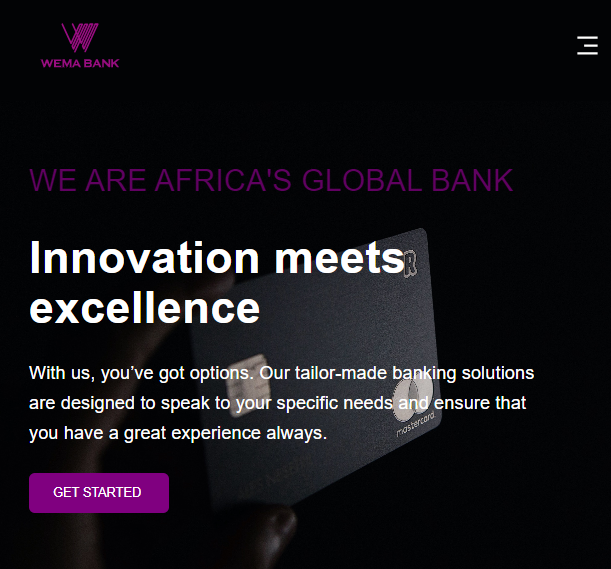 WEMA BANK
WE ARE AFRICA'S GLOBAL BANK
Innovation meets
R
excellence
With us, you’ve got options. Our tailor-made banking solutions
are designed to speak to your specific needs and ensure that
you have a great experience always.
mastercard
GET STARTED